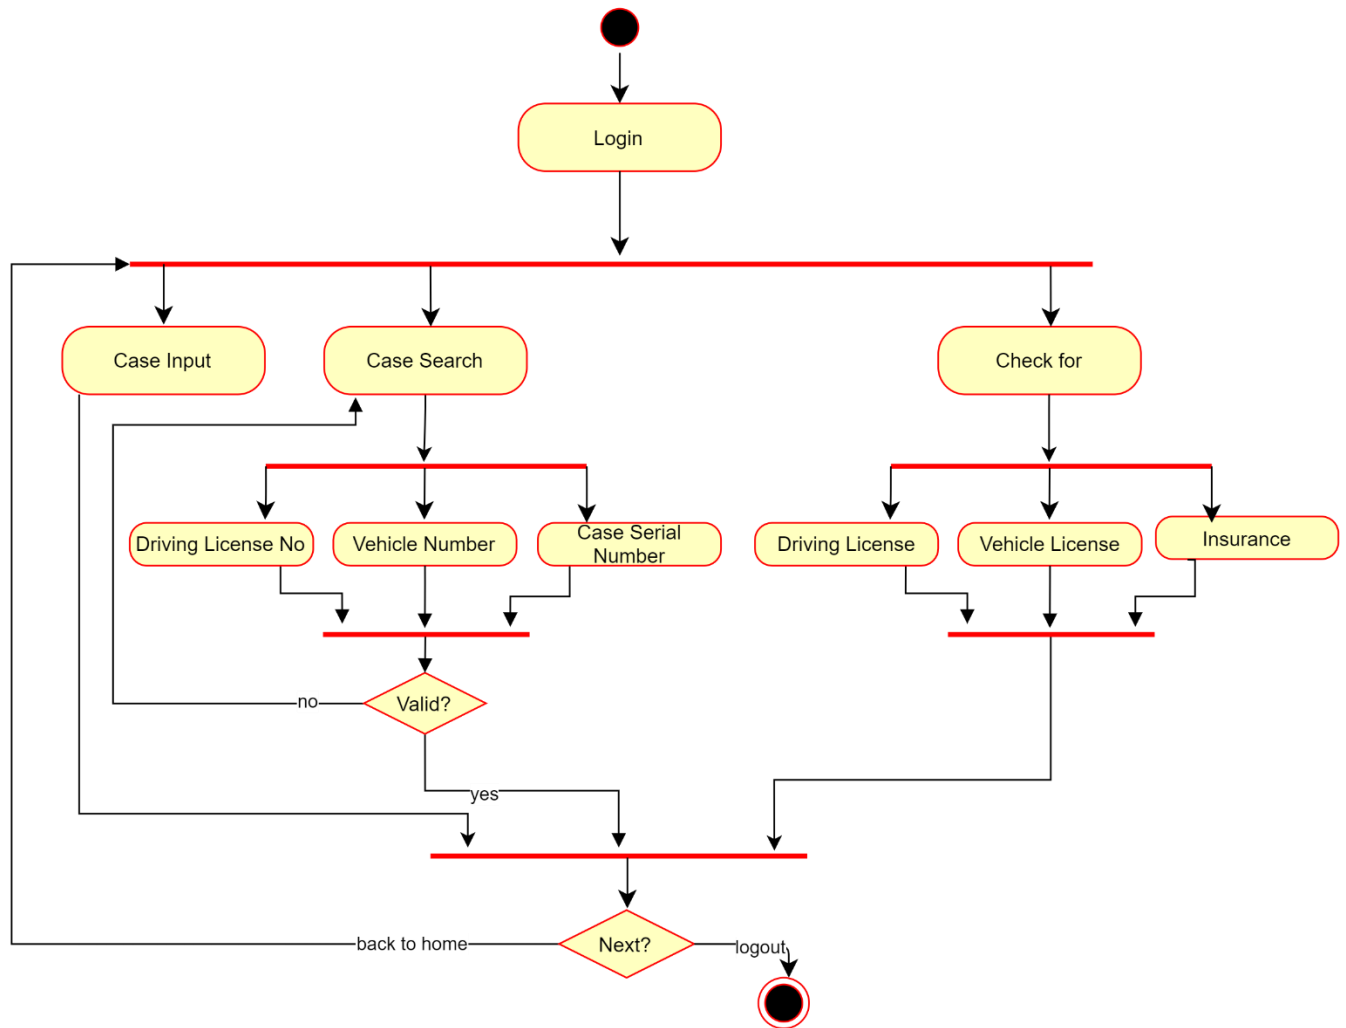 Login
Case Input
Case Search
Check for
Driving License No
Vehicle Number
Case Serial
Number
Driving License
Vehicle License
Insurance
no
Valid?
yes
back to home
Next?
logout